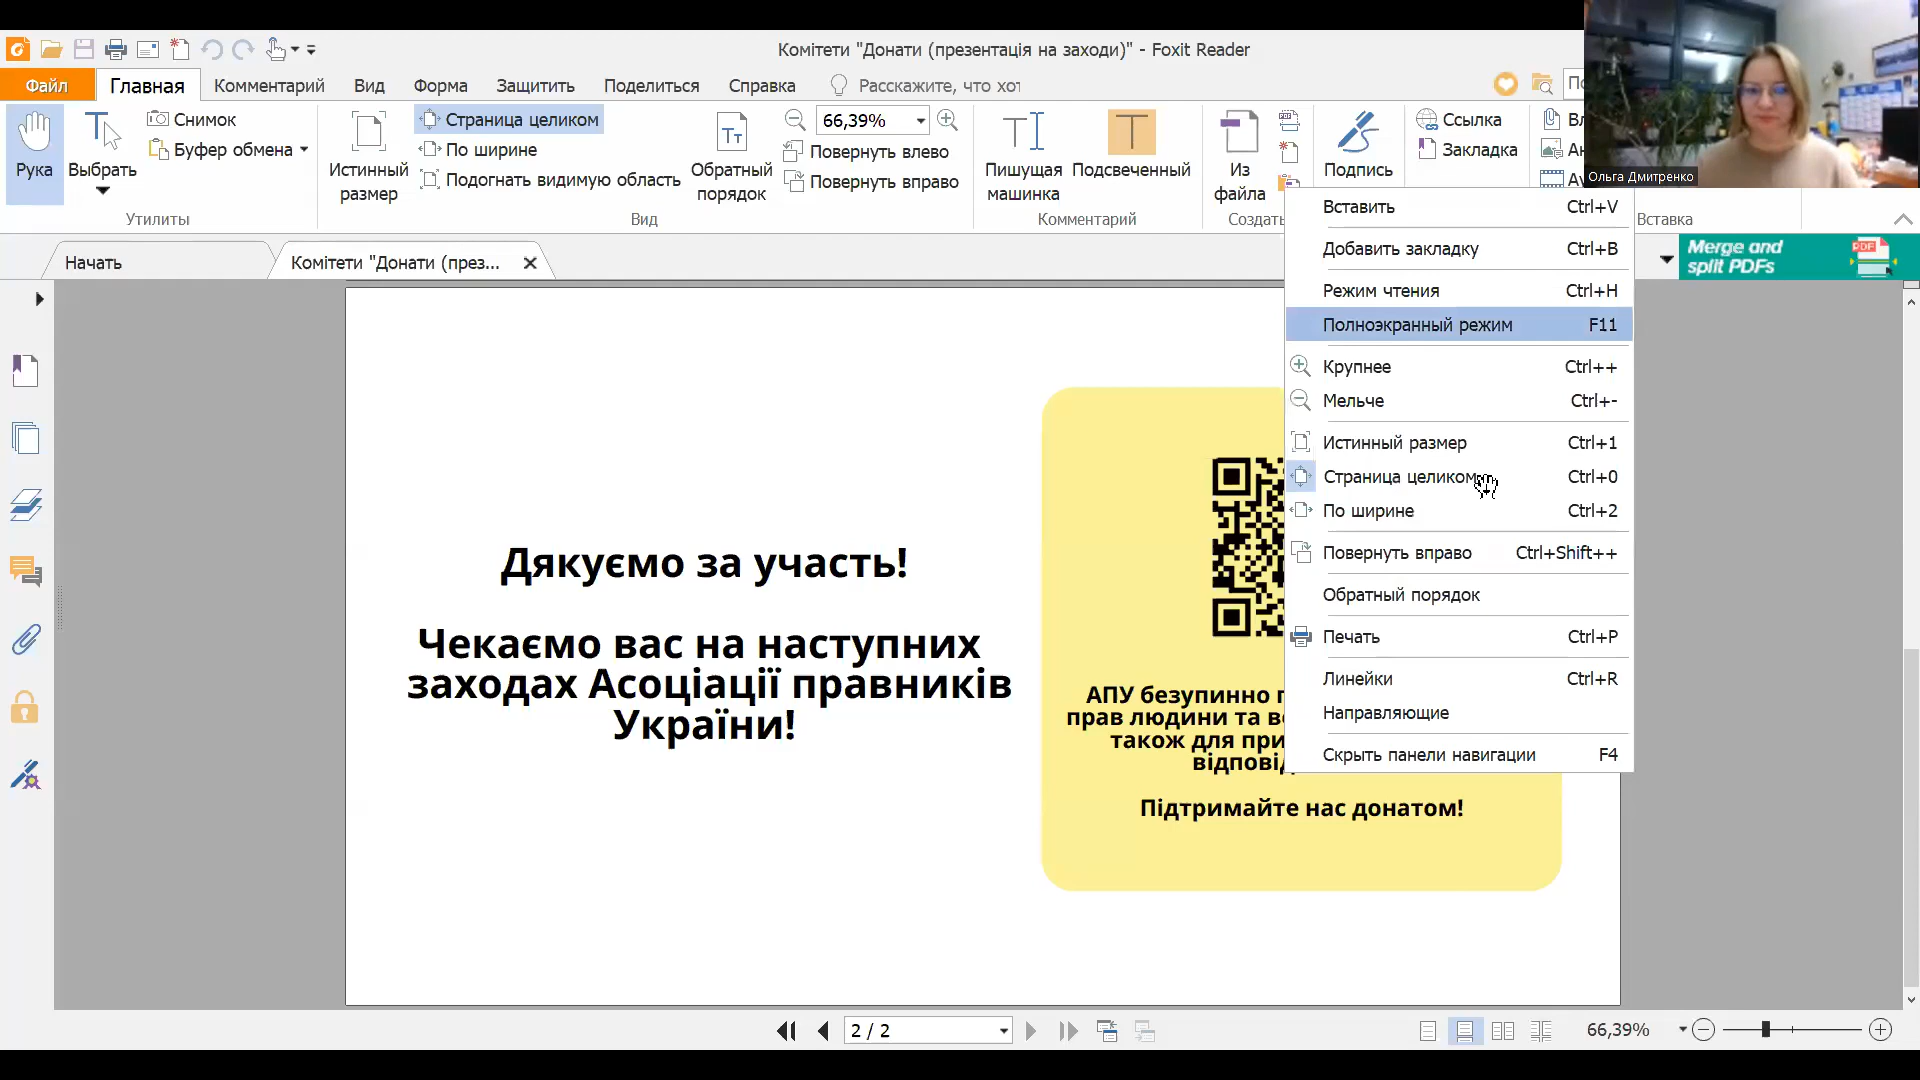 Комітети "Донати (презентація на заходи)" - Foxit Reader
Файл
Главная
Комментарий
Вид
Форма
Защитить
Поделиться
Справка
Расскажите, что хот
Рука
Выбрать
Снимок
Буфер обмена
Утилиты
Истинный
размер
Страница целиком
По ширине
Подогнать видимую область
Обратный
порядок
66,39%
Повернуть влево
Повернуть вправо
Вид
Пишущая
машинка
Подсвеченный
Комментарий
Из
файла
Создать
Подпись
Ссылка
Закладка
Вставка
Ольга Дмитренко
Начать
Комітети "Донати (през...
Merge and
split PDFs
PDF
Вставить Ctrl+V
Добавить закладку Ctrl+B
Режим чтения Ctrl+H
Полноэкранный режим F11
Крупнее Ctrl++
Мельче Ctrl+-
Истинный размер Ctrl+1
Страница целиком Ctrl+0
По ширине Ctrl+2
Повернуть вправо Ctrl+Shift++
Обратный порядок
Печать Ctrl+P
Линейки Ctrl+R
Направляющие
Скрыть панели навигации F4
Дякуємо за участь!
Чекаємо вас на наступних
заходах Асоціації правників
України!
АПУ безупинно
прав людини та
також для
Підтримайте нас донатом!
2 / 2
66,39%